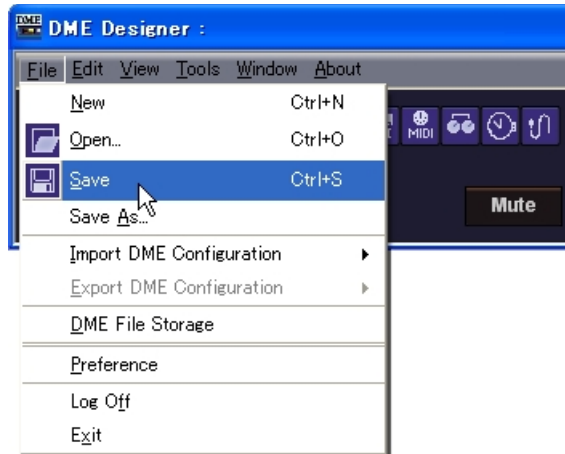 DME DME Designer :
File Edit View Tools Window About
New Ctrl+N
Open... Ctrl+O
Save Ctrl+S
Save As...
Import DME Configuration
Export DME Configuration
DME File Storage
Preference
Log Off
Exit
MIDI
Mute